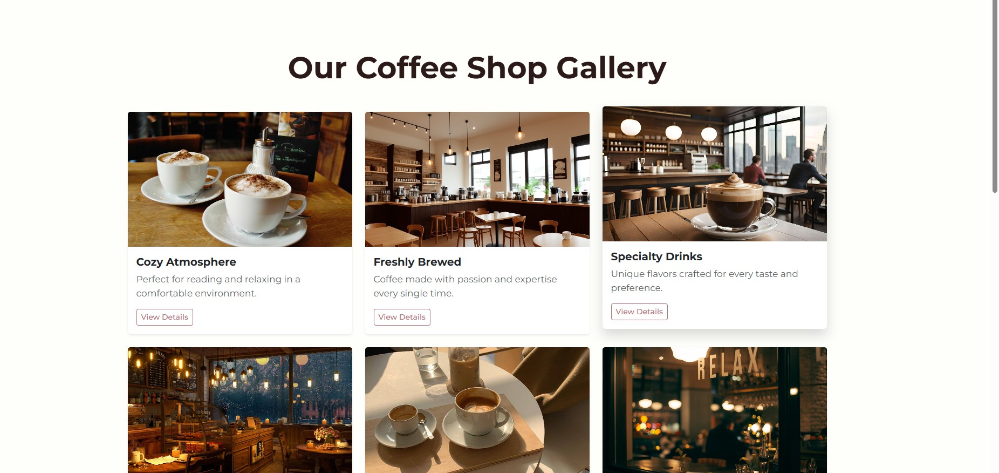 Our Coffee Shop Gallery
Cozy Atmosphere
Perfect for reading and relaxing in a
comfortable environment.
View Details
Freshly Brewed
Coffee made with passion and expertise
every single time.
View Details
Specialty Drinks
Unique flavors crafted for every taste and
preference.
View Details
RELAX